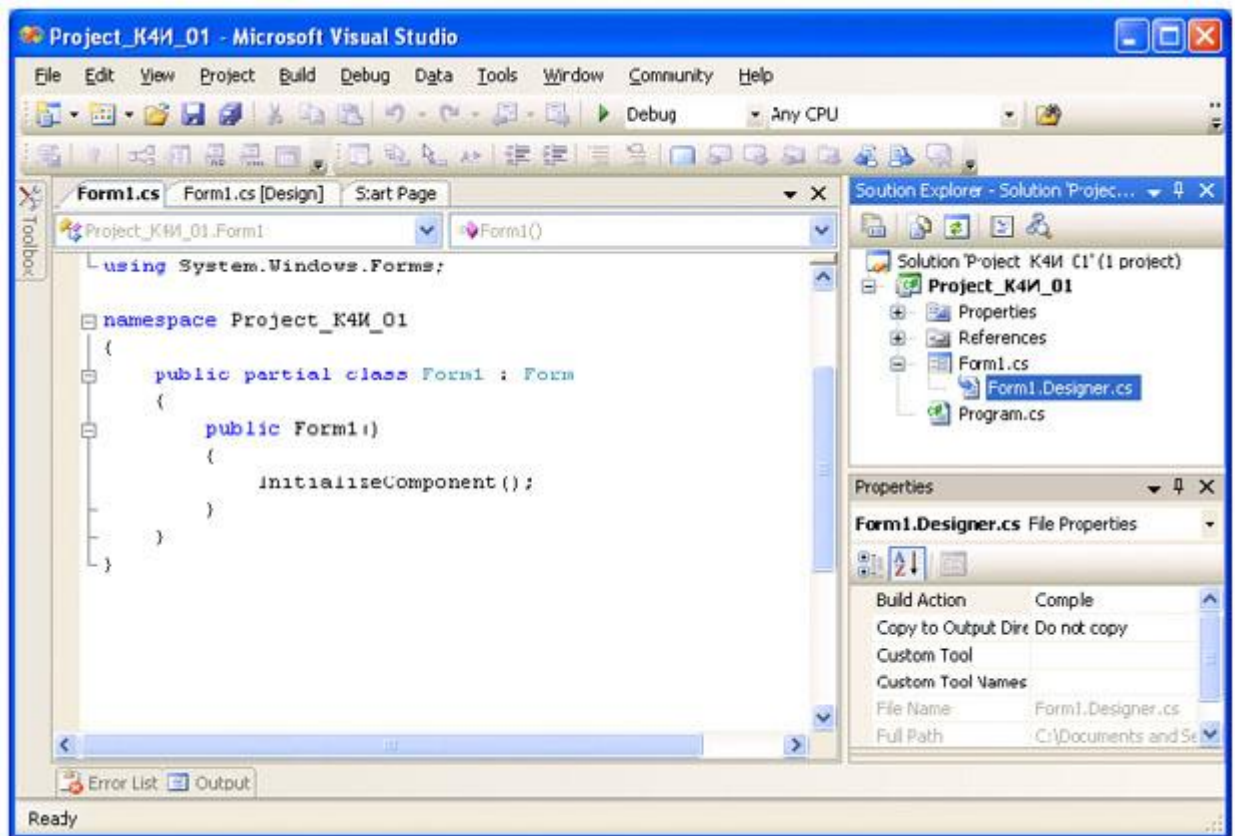 Project_К4И_01 - Microsoft Visual Studio
File Edit View Project Build Debug Data Tools Window Community Help
Debug Any CPU
Toolbox
Form1.cs Form1.cs [Design] Start Page
Project_К4И_01.Form1 Form1()
using System.Windows.Forms;
namespace Project_К4И_01
{
public partial class Form1 : Form
{
public Form1()
{
InitializeComponent();
}
}
}
Solution Explorer - Solution 'Projec...
Solution 'Project_К4И_01' (1 project)
Project_К4И_01
Properties
References
Form1.cs
Form1.Designer.cs
Program.cs
Properties
Form1.Designer.cs File Properties
Build Action Compile
Copy to Output Dire Do not copy
Custom Tool
Custom Tool Names
File Name Form1.Designer.cs
Full Path C:\Documents and Se
Error List Output
Ready